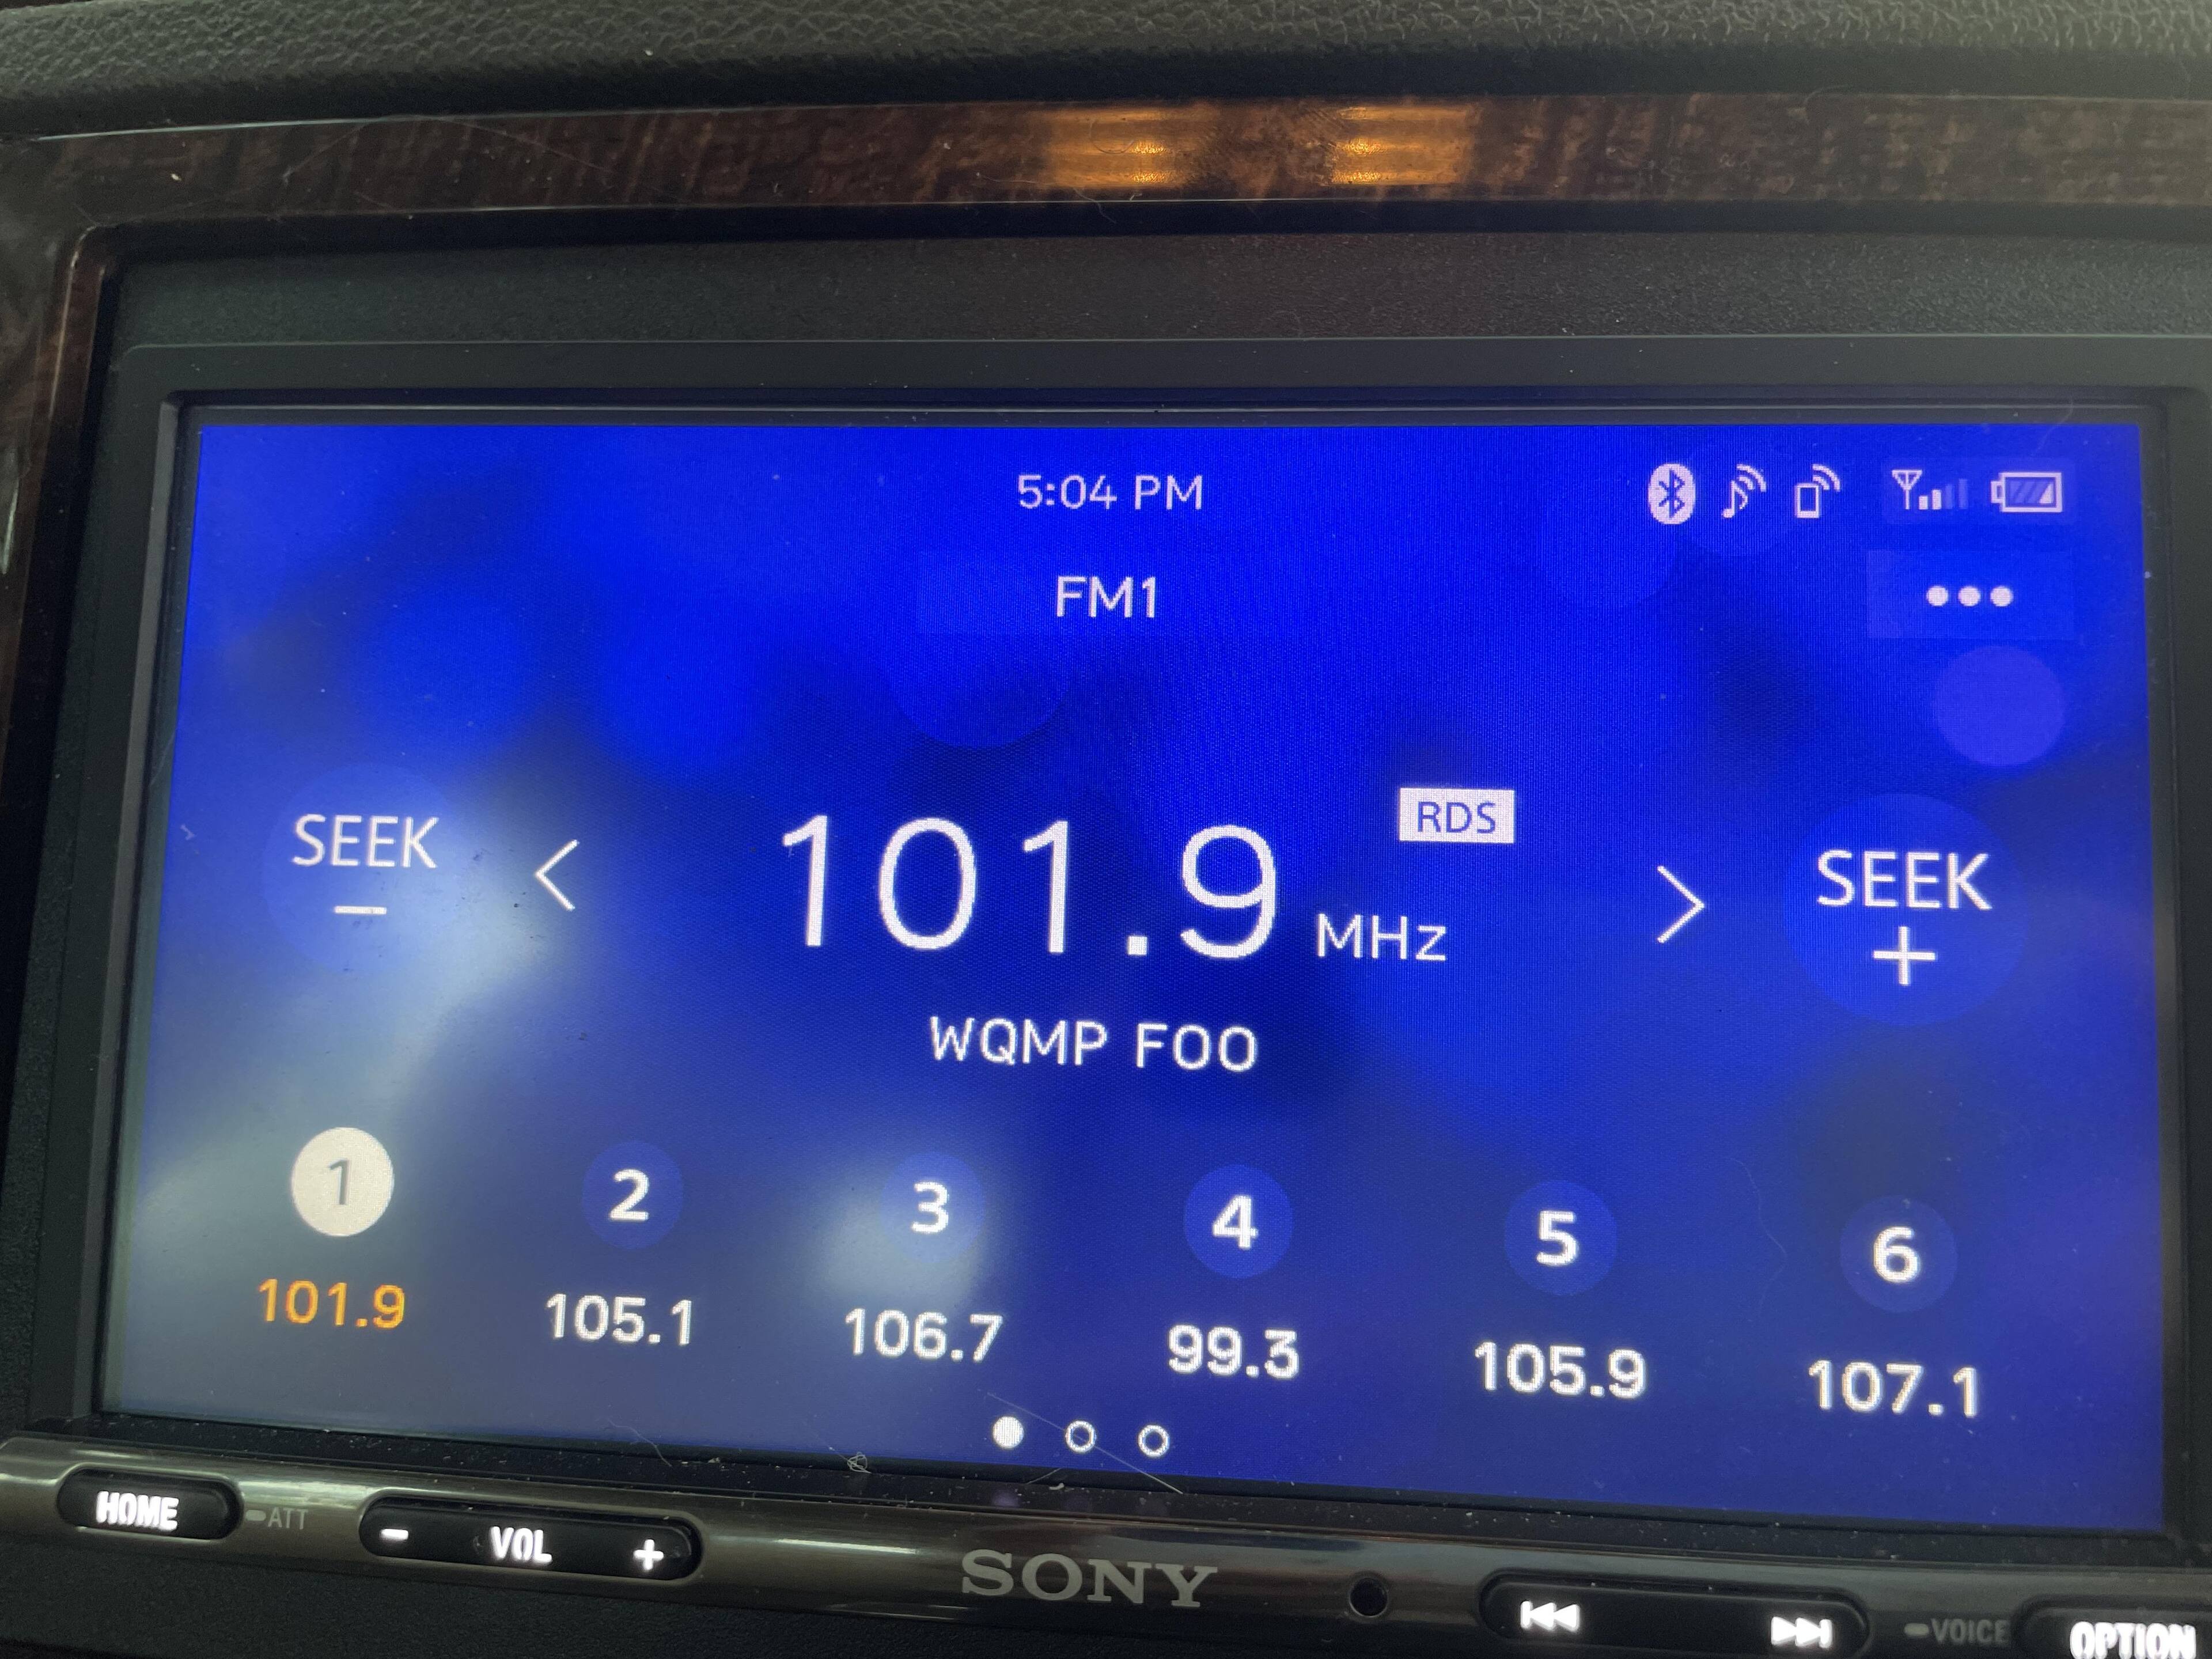 5:04 PM
FM1
•••
RDS
SEEK
-
<
101.9 MHz
>
SEEK
+
WQMP FOO
1 2 3 4 5 6
101.9 105.1 106.7 99.3 105.9 107.1
HOME -ATT - VOL + SONY -VOICE OPTION